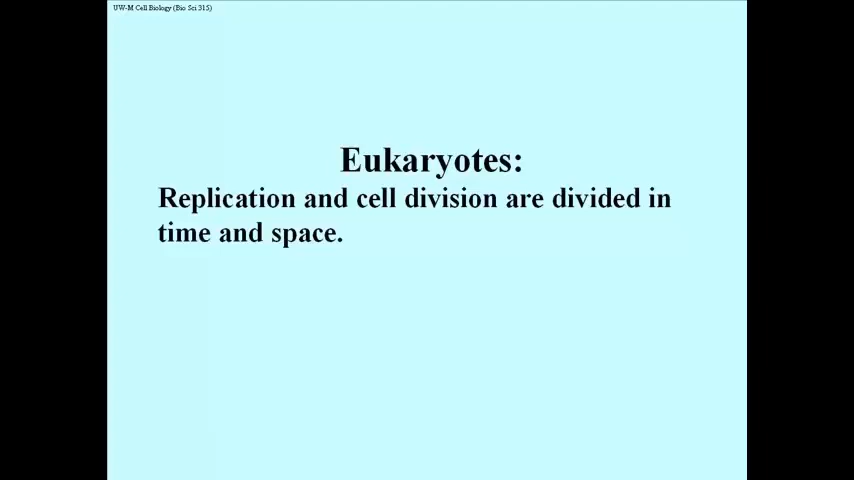 UW-M Cell Biology (Bio Sci 315)
Eukaryotes:
Replication and cell division are divided in
time and space.